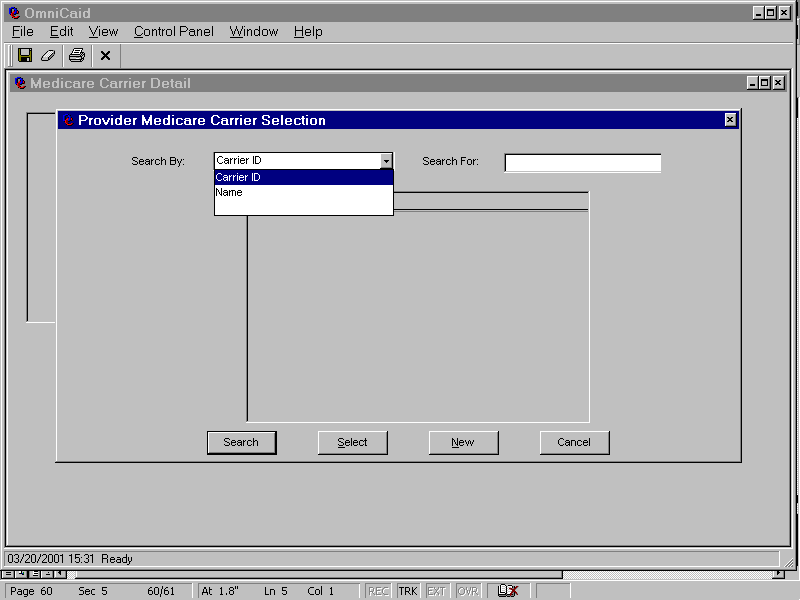 OmniCaid
File Edit View Control Panel Window Help
Medicare Carrier Detail
Provider Medicare Carrier Selection
Search By: Carrier ID Search For:
Carrier ID
Name
Search Select New Cancel
03/20/2001 15:31 Ready
Page 60 Sec 5 60/61 At 1.8" Ln 5 Col 1 REC TRK EXT OVR